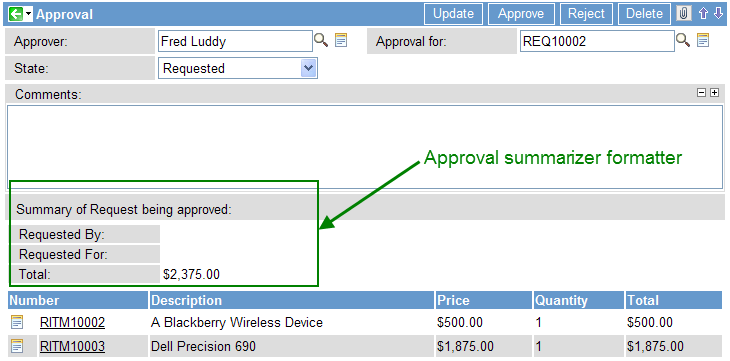 Approval Update Approve Reject Delete
Approver: Fred Luddy Approval for: REQ10002
State: Requested
Comments:
Approval summarizer formatter
Summary of Request being approved:
Requested By:
Requested For:
Total: $2,375.00
Number Description Price Quantity Total
RITM10002 A Blackberry Wireless Device $500.00 1 $500.00
RITM10003 Dell Precision 690 $1,875.00 1 $1,875.00